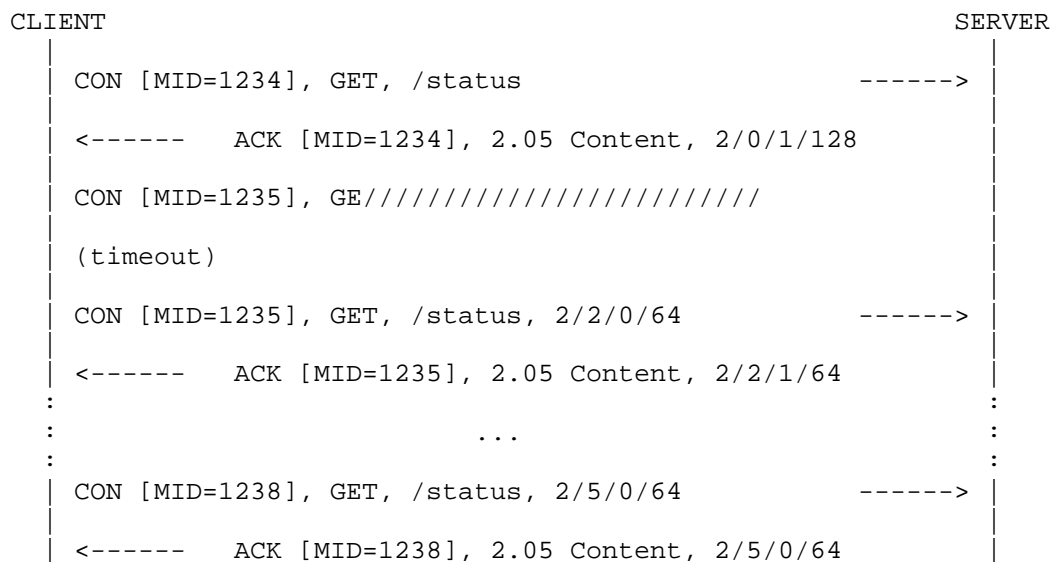 CLIENT SERVER
CON [MID=1234], GET, /status ------>
<------ ACK [MID=1234], 2.05 Content, 2/0/1/128
CON [MID=1235], GE/////////////////////////
(timeout)
CON [MID=1235], GET, /status, 2/2/0/64 ------>
<------ ACK [MID=1235], 2.05 Content, 2/2/1/64
: :
: ... :
: :
CON [MID=1238], GET, /status, 2/5/0/64 ------>
<------ ACK [MID=1238], 2.05 Content, 2/5/0/64